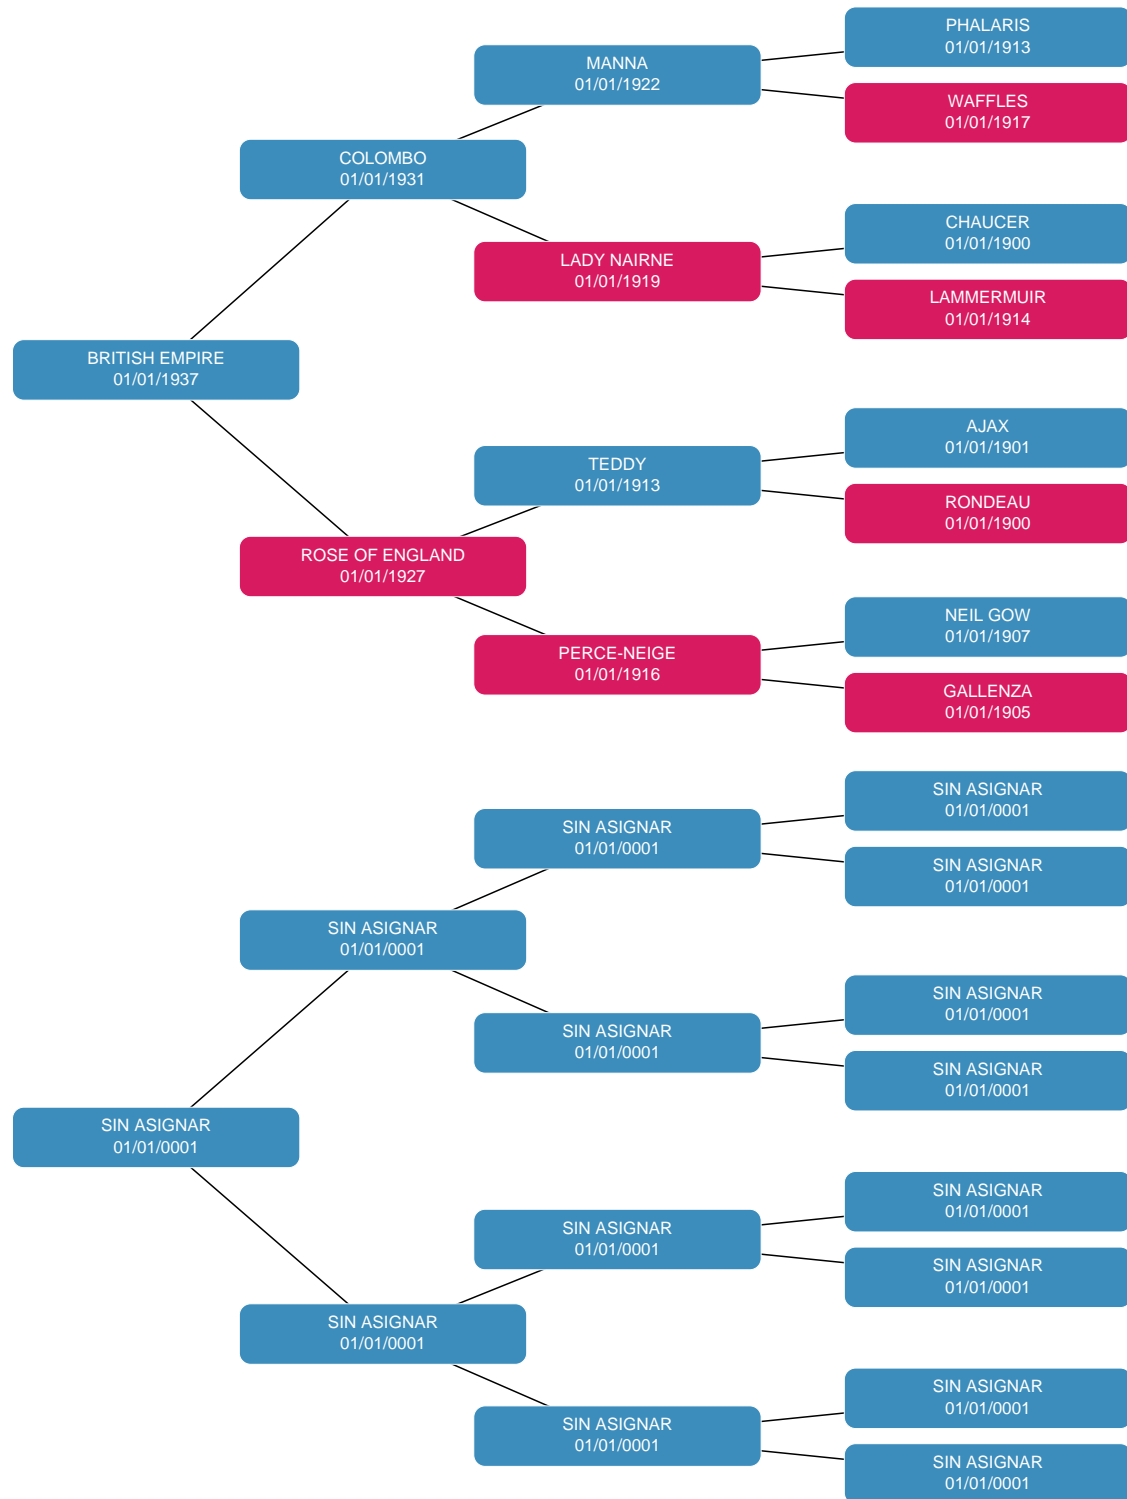 PHALARIS
01/01/1913
MANNA
01/01/1922
WAFFLES
01/01/1917
COLOMBO
01/01/1931
CHAUCER
01/01/1900
LADY NAIRNE
01/01/1919
LAMMERMUIR
01/01/1914
BRITISH EMPIRE
01/01/1937
AJAX
01/01/1901
TEDDY
01/01/1913
RONDEAU
01/01/1900
ROSE OF ENGLAND
01/01/1927
NEIL GOW
01/01/1907
PERCE-NEIGE
01/01/1916
GALLENZA
01/01/1905
SIN ASIGNAR
01/01/0001
SIN ASIGNAR
01/01/0001
SIN ASIGNAR
01/01/0001
SIN ASIGNAR
01/01/0001
SIN ASIGNAR
01/01/0001
SIN ASIGNAR
01/01/0001
SIN ASIGNAR
01/01/0001
SIN ASIGNAR
01/01/0001
SIN ASIGNAR
01/01/0001
SIN ASIGNAR
01/01/0001
SIN ASIGNAR
01/01/0001
SIN ASIGNAR
01/01/0001
SIN ASIGNAR
01/01/0001
SIN ASIGNAR
01/01/0001
SIN ASIGNAR
01/01/0001